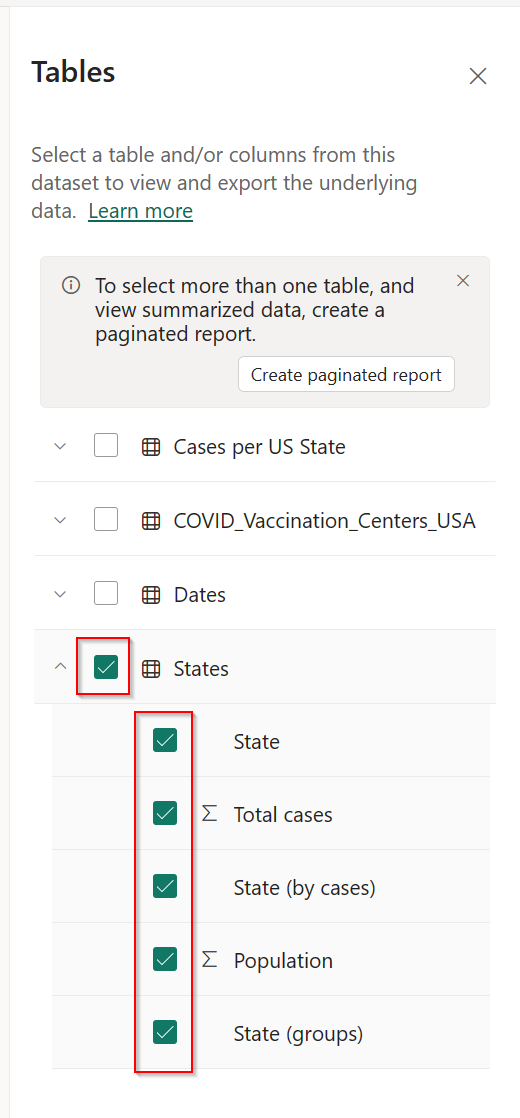 Tables
Select a table and/or columns from this
dataset to view and export the underlying
data. Learn more
To select more than one table, and
view summarized data, create a
paginated report.
Create paginated report
Cases per US State
COVID_Vaccination_Centers_USA
Dates
States
State
Σ Total cases
State (by cases)
Σ Population
State (groups)